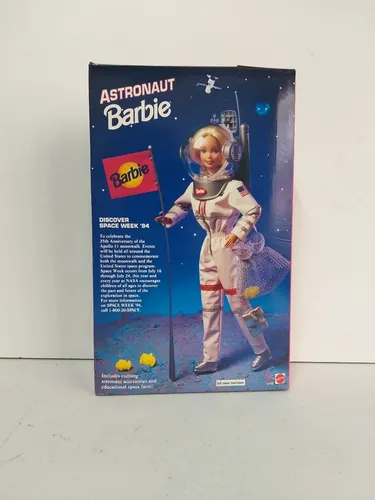 ASTRONAUT
Barbie
Barbie
DISCOVER
SPACE WEEK '94
To celebrate the
25th Anniversary of the
Apollo 11 moonwalk. Events
will be held all around the
United States to commemorate
both the moonwalk and the
United States space program.
Space Week occurs from July 16
through July 24, this year and
every year as NASA encourages
children of all ages to discover
the past and future of the
exploration in space.
For more information
on SPACE WEEK '94,
call 1-800-20-SPACE.
Includes exciting
astronaut accessories and
educational space facts!